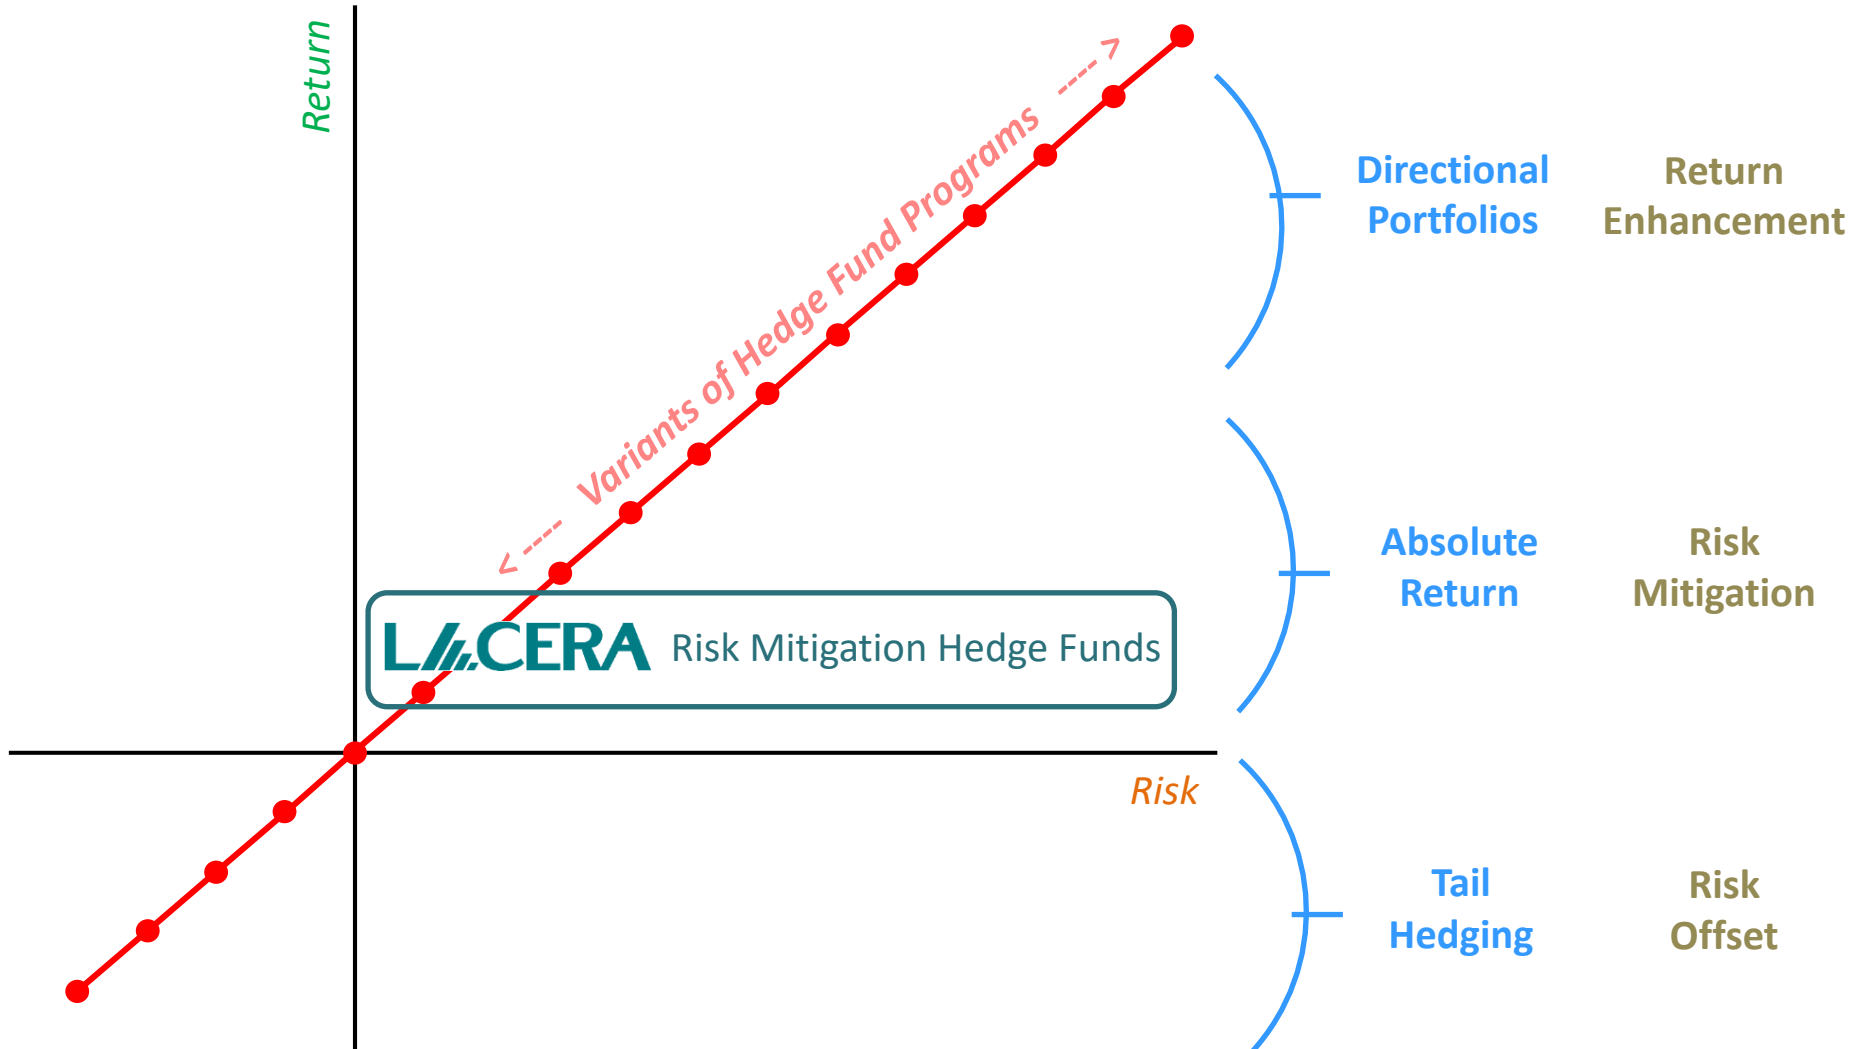 Return
Variants of Hedge Fund Programs
Directional
Portfolios
Return
Enhancement
Absolute
Return
Risk
Mitigation
LACERA Risk Mitigation Hedge Funds
Risk
Tail
Hedging
Risk
Offset